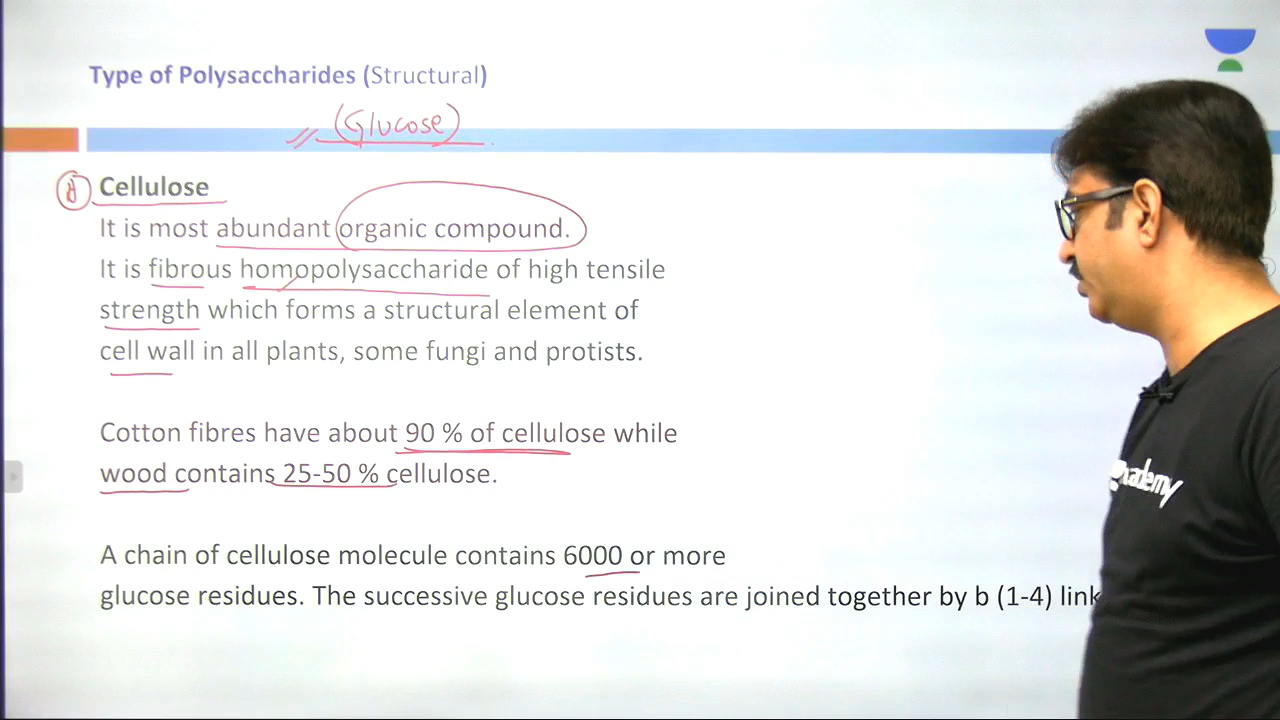 Type of Polysaccharides (Structural)
(Glucose)
Cellulose
It is most abundant organic compound.
It is fibrous homopolysaccharide of high tensile
strength which forms a structural element of
cell wall in all plants, some fungi and protists.
Cotton fibres have about 90 % of cellulose while
wood contains 25-50 % cellulose.
A chain of cellulose molecule contains 6000 or more
glucose residues. The successive glucose residues are joined together by b (1-4) link